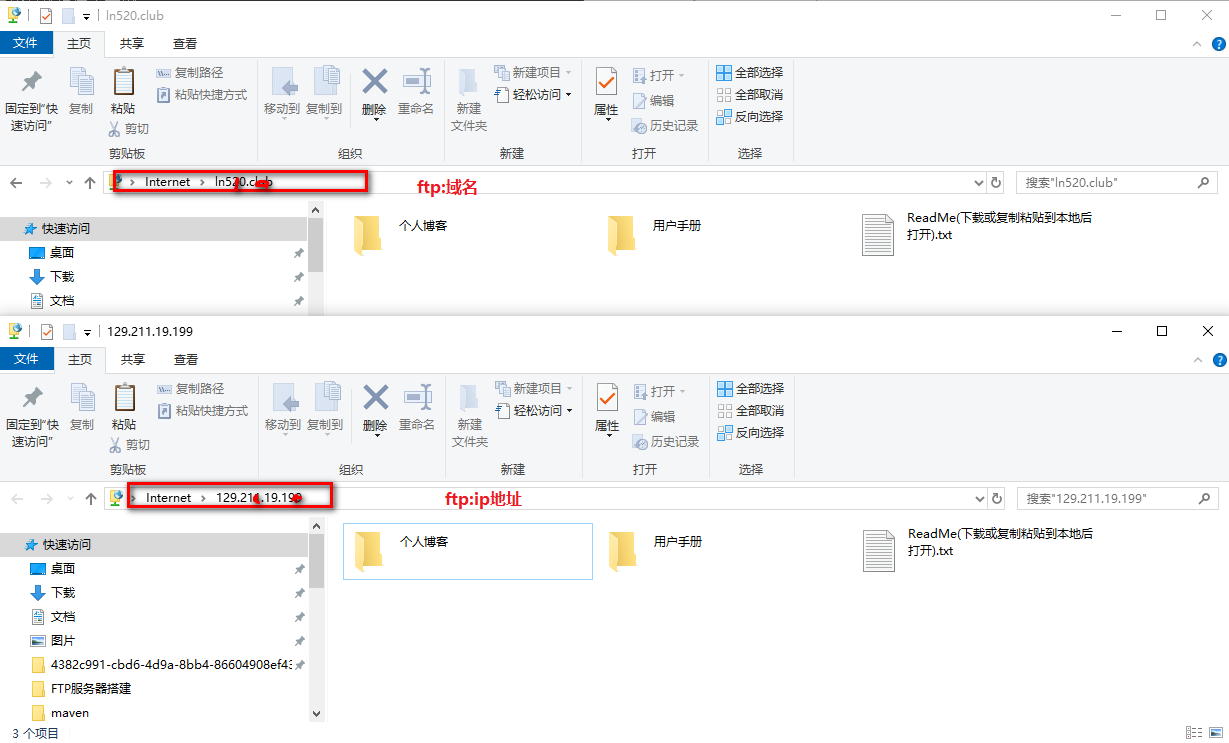 ln520.club
文件 主页 共享 查看
固定到"快速访问" 复制 粘贴 复制路径 粘贴快捷方式 剪切 移动到 复制到 删除 重命名 新建文件夹 新建项目 轻松访问 属性 打开 编辑 历史记录 全部选择 全部取消 反向选择
剪贴板 组织 新建 打开 选择
Internet ln520.club 搜索"ln520.club"
ftp:域名
快速访问
桌面
下载
文档
个人博客 用户手册 ReadMe(下载或复制粘贴到本地后
打开).txt
129.211.19.199
文件 主页 共享 查看
固定到"快速访问" 复制 粘贴 复制路径 粘贴快捷方式 剪切 移动到 复制到 删除 重命名 新建文件夹 新建项目 轻松访问 属性 打开 编辑 历史记录 全部选择 全部取消 反向选择
剪贴板 组织 新建 打开 选择
Internet 129.211.19.199 搜索"129.211.19.199"
ftp:ip地址
快速访问
桌面
下载
文档
图片
4382c991-cbd6-4d9a-8bb4-86604908ef4
FTP服务器搭建
maven
个人博客 用户手册 ReadMe(下载或复制粘贴到本地后
打开).txt
3 个项目